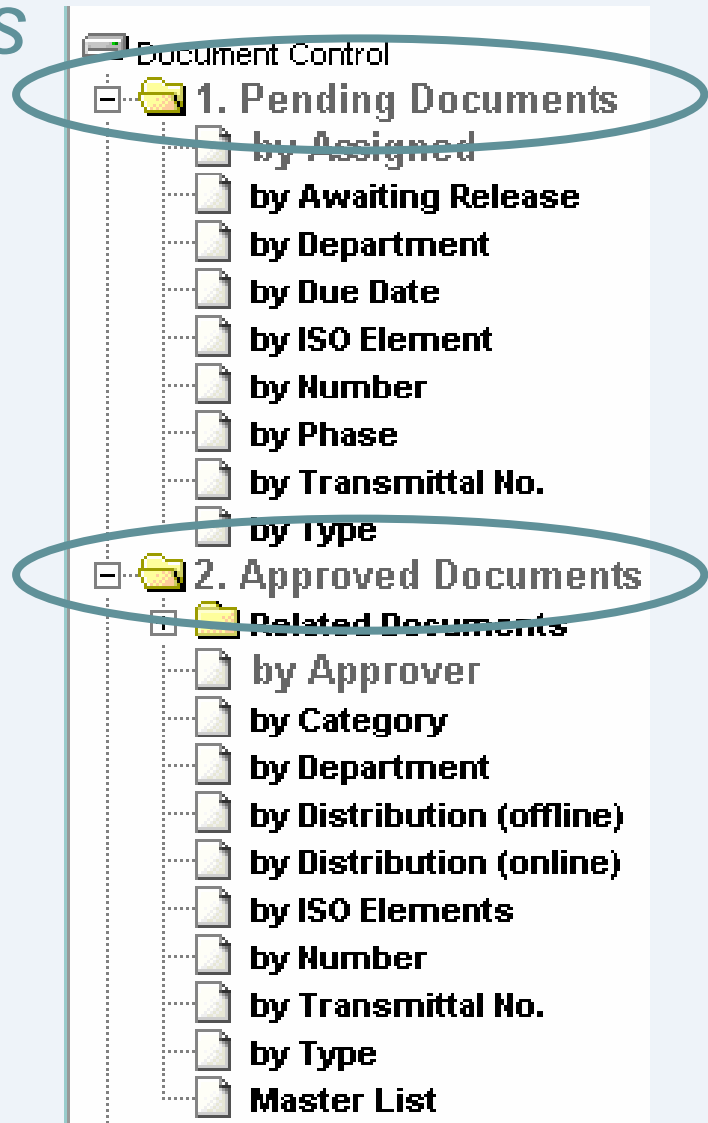 s
Document Control
1. Pending Documents
by Assigned
by Awaiting Release
by Department
by Due Date
by ISO Element
by Number
by Phase
by Transmittal No.
by Type
2. Approved Documents
Related Documents
by Approver
by Category
by Department
by Distribution (offline)
by Distribution (online)
by ISO Elements
by Number
by Transmittal No.
by Type
Master List